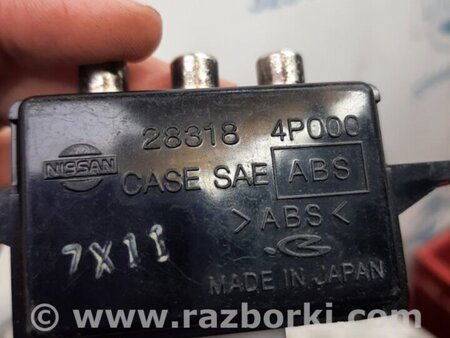 28318 4P000
NISSAN
CASE SAE ABS
>ABS<
7X11
MADE IN JAPAN
© www.razborki.com/